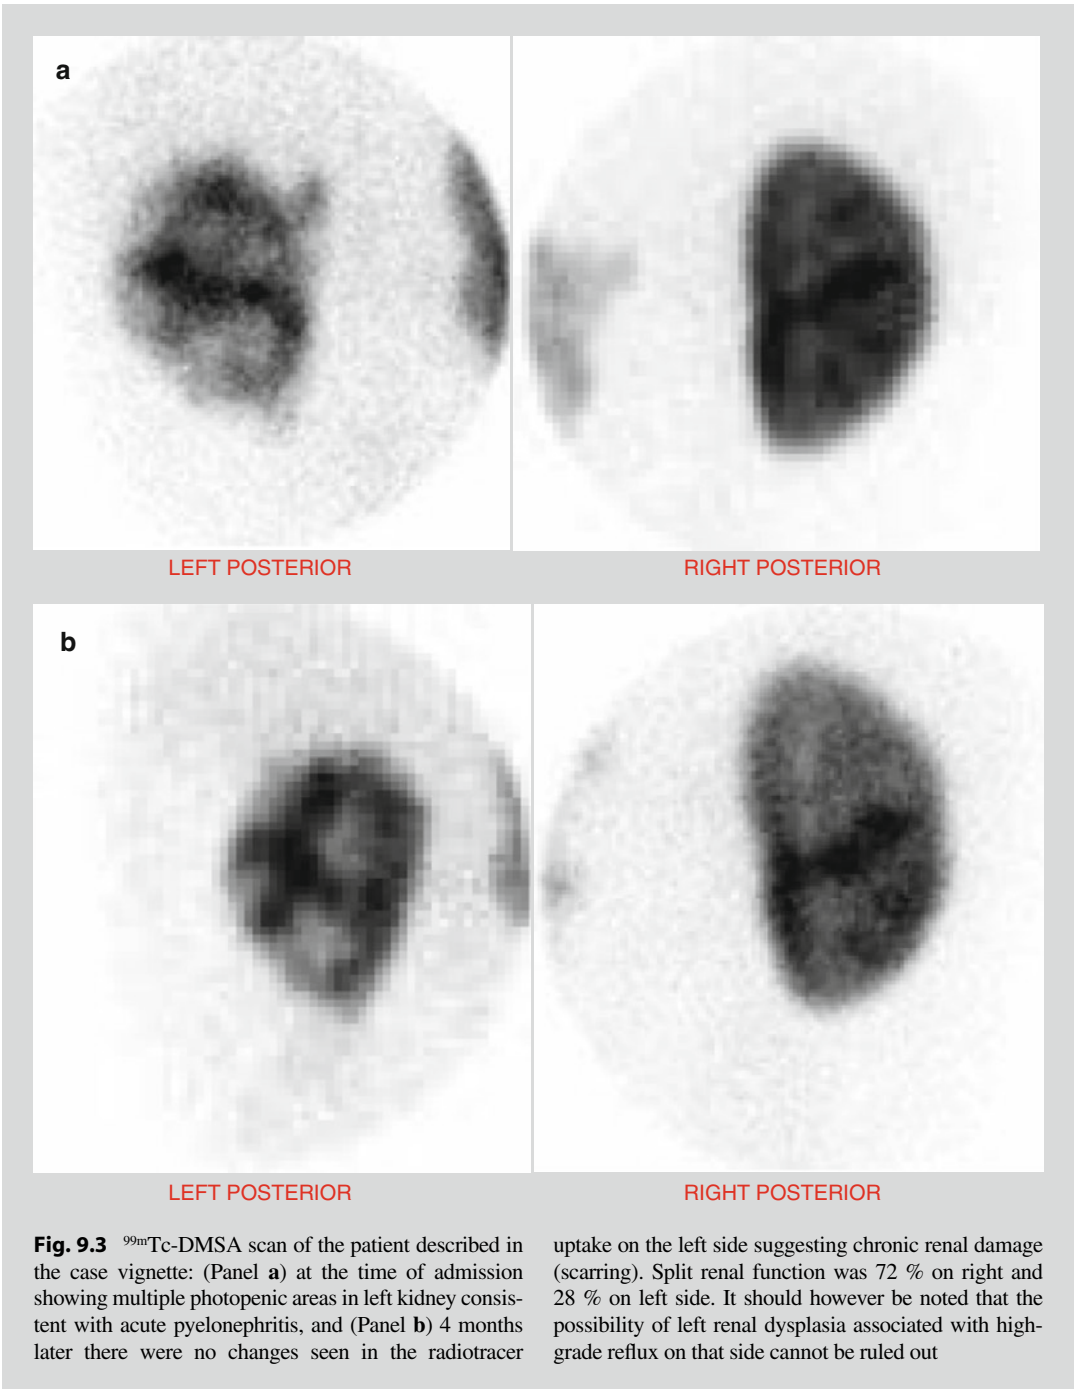 a
LEFT POSTERIOR
RIGHT POSTERIOR
b
LEFT POSTERIOR
RIGHT POSTERIOR
Fig. 9.3 99mTc-DMSA scan of the patient described in
the case vignette: (Panel a) at the time of admission
showing multiple photopenic areas in left kidney consis-
tent with acute pyelonephritis, and (Panel b) 4 months
later there were no changes seen in the radiotracer
uptake on the left side suggesting chronic renal damage
(scarring). Split renal function was 72 % on right and
28 % on left side. It should however be noted that the
possibility of left renal dysplasia associated with high-
grade reflux on that side cannot be ruled out